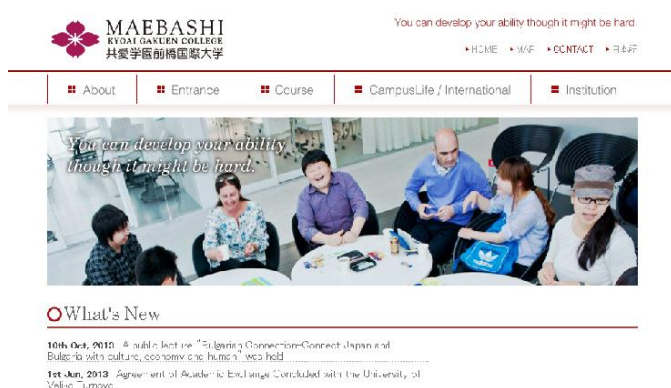 MAEBASHI
KYOAI GAKUEN COLLEGE
共愛学園前橋国際大学
You can develop your ability though it might be hard.
HOME MAP CONTACT 日本語
About Entrance Course CampusLife / International Institution
You can develop your ability
though it might be hard.
What's New
10th Oct, 2013 A public lecture "Bulgarian Connection-Connect Japan and
Bulgaria with culture, economy and human" was held
1st Jun, 2013 Agreement of Academic Exchange Concluded with the University of
Veliko Turnovo